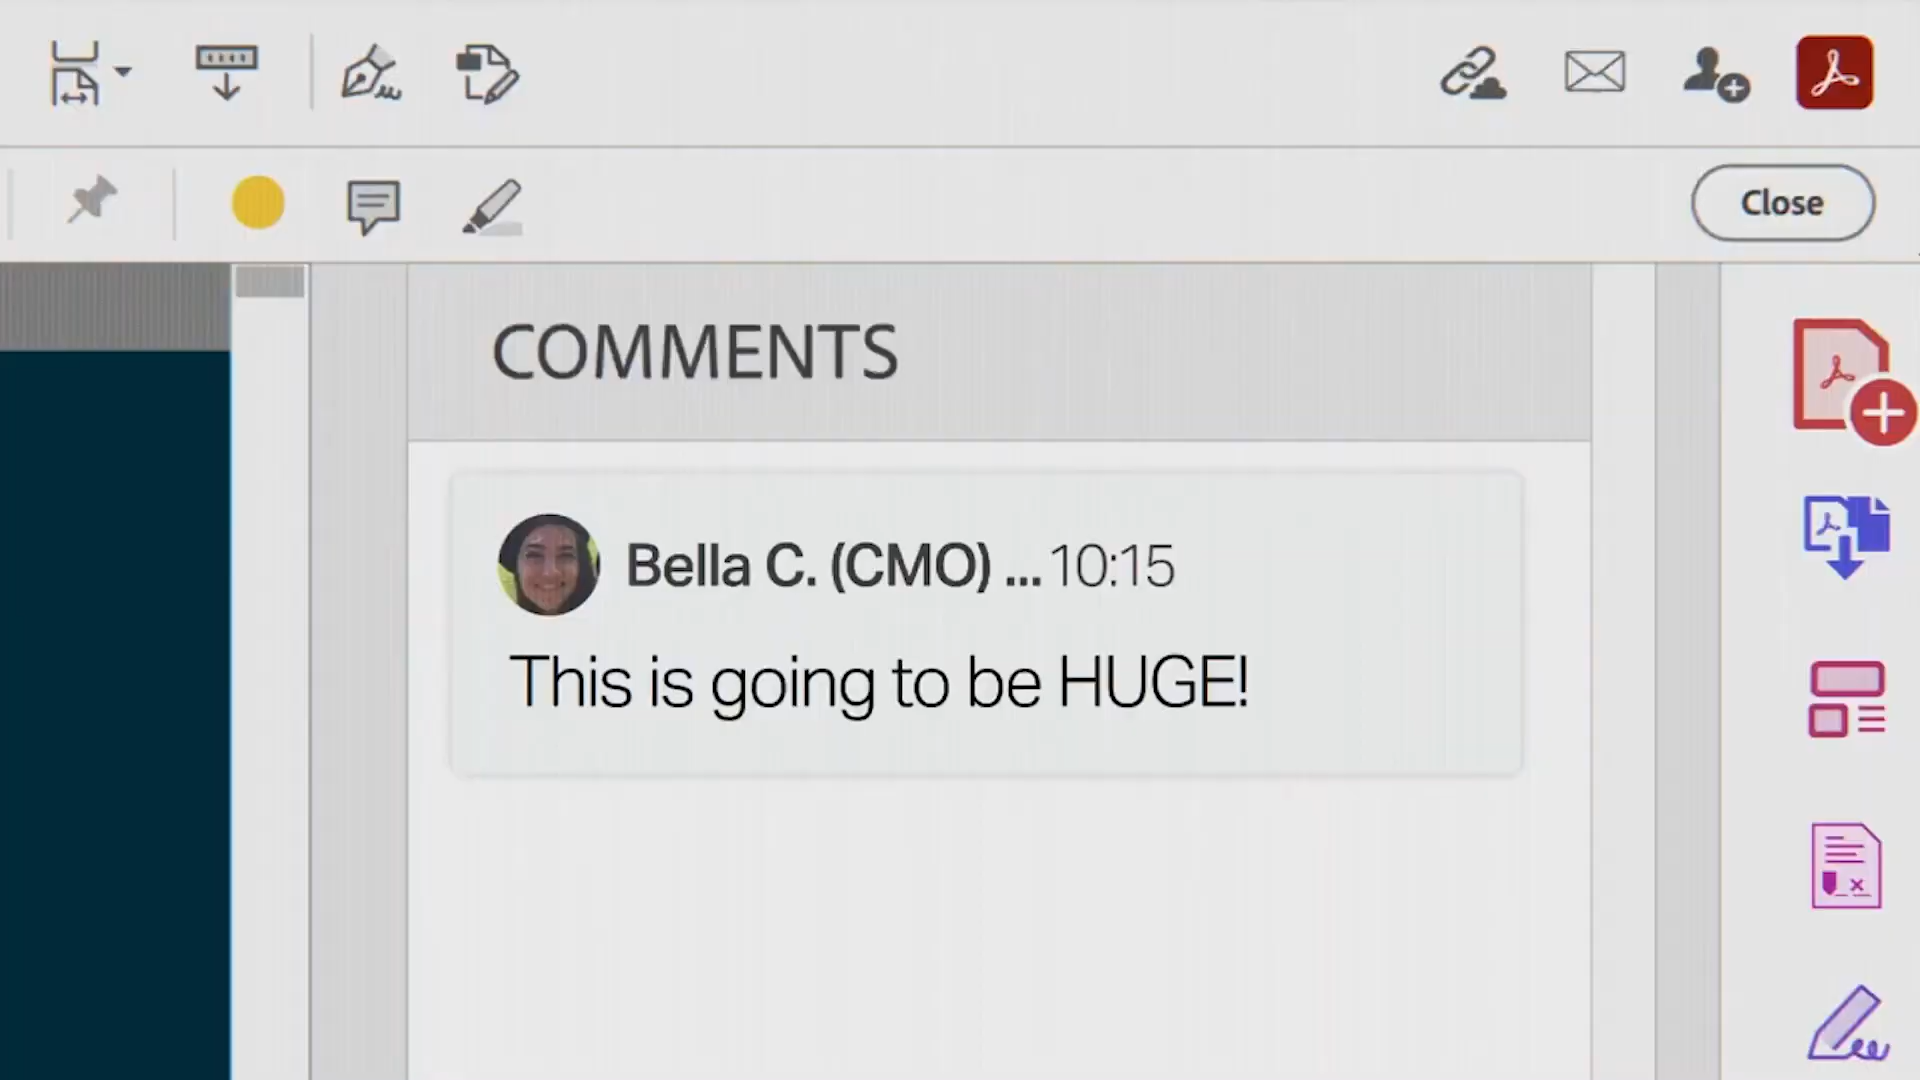 Close
COMMENTS
Bella C. (CMO) ... 10:15
This is going to be HUGE!